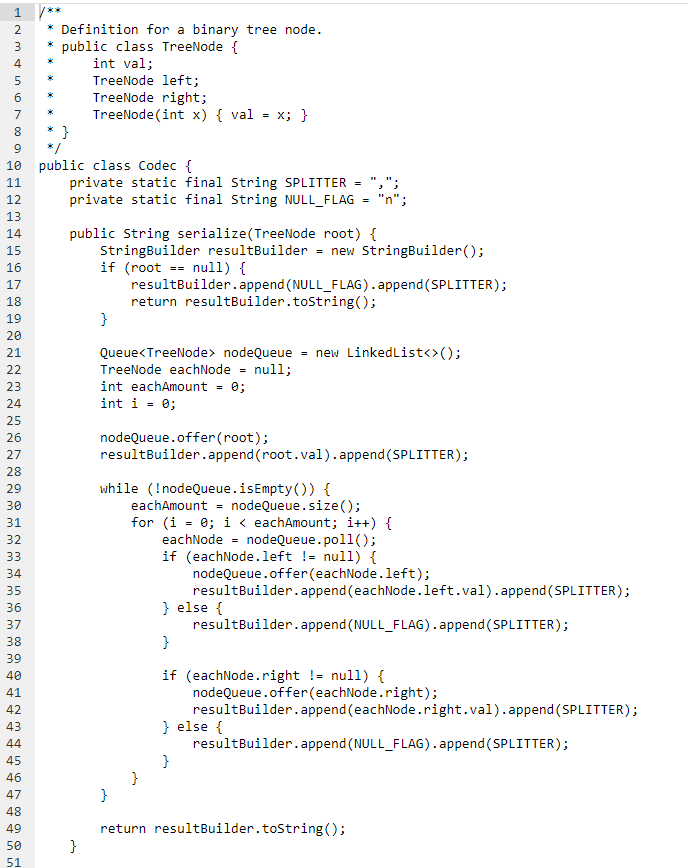 1 /**
2  * Definition for a binary tree node.
3  * public class TreeNode {
4  *     int val;
5  *     TreeNode left;
6  *     TreeNode right;
7  *     TreeNode(int x) { val = x; }
8  * }
9  */
10 public class Codec {
11     private static final String SPLITTER = ",";
12     private static final String NULL_FLAG = "n";
13
14     public String serialize(TreeNode root) {
15         StringBuilder resultBuilder = new StringBuilder();
16         if (root == null) {
17             resultBuilder.append(NULL_FLAG).append(SPLITTER);
18             return resultBuilder.toString();
19         }
20
21         Queue<TreeNode> nodeQueue = new LinkedList<>();
22         TreeNode eachNode = null;
23         int eachAmount = 0;
24         int i = 0;
25
26         nodeQueue.offer(root);
27         resultBuilder.append(root.val).append(SPLITTER);
28
29         while (!nodeQueue.isEmpty()) {
30             eachAmount = nodeQueue.size();
31             for (i = 0; i < eachAmount; i++) {
32                 eachNode = nodeQueue.poll();
33                 if (eachNode.left != null) {
34                     nodeQueue.offer(eachNode.left);
35                     resultBuilder.append(eachNode.left.val).append(SPLITTER);
36                 } else {
37                     resultBuilder.append(NULL_FLAG).append(SPLITTER);
38                 }
39
40                 if (eachNode.right != null) {
41                     nodeQueue.offer(eachNode.right);
42                     resultBuilder.append(eachNode.right.val).append(SPLITTER);
43                 } else {
44                     resultBuilder.append(NULL_FLAG).append(SPLITTER);
45                 }
46             }
47         }
48
49         return resultBuilder.toString();
50     }
51